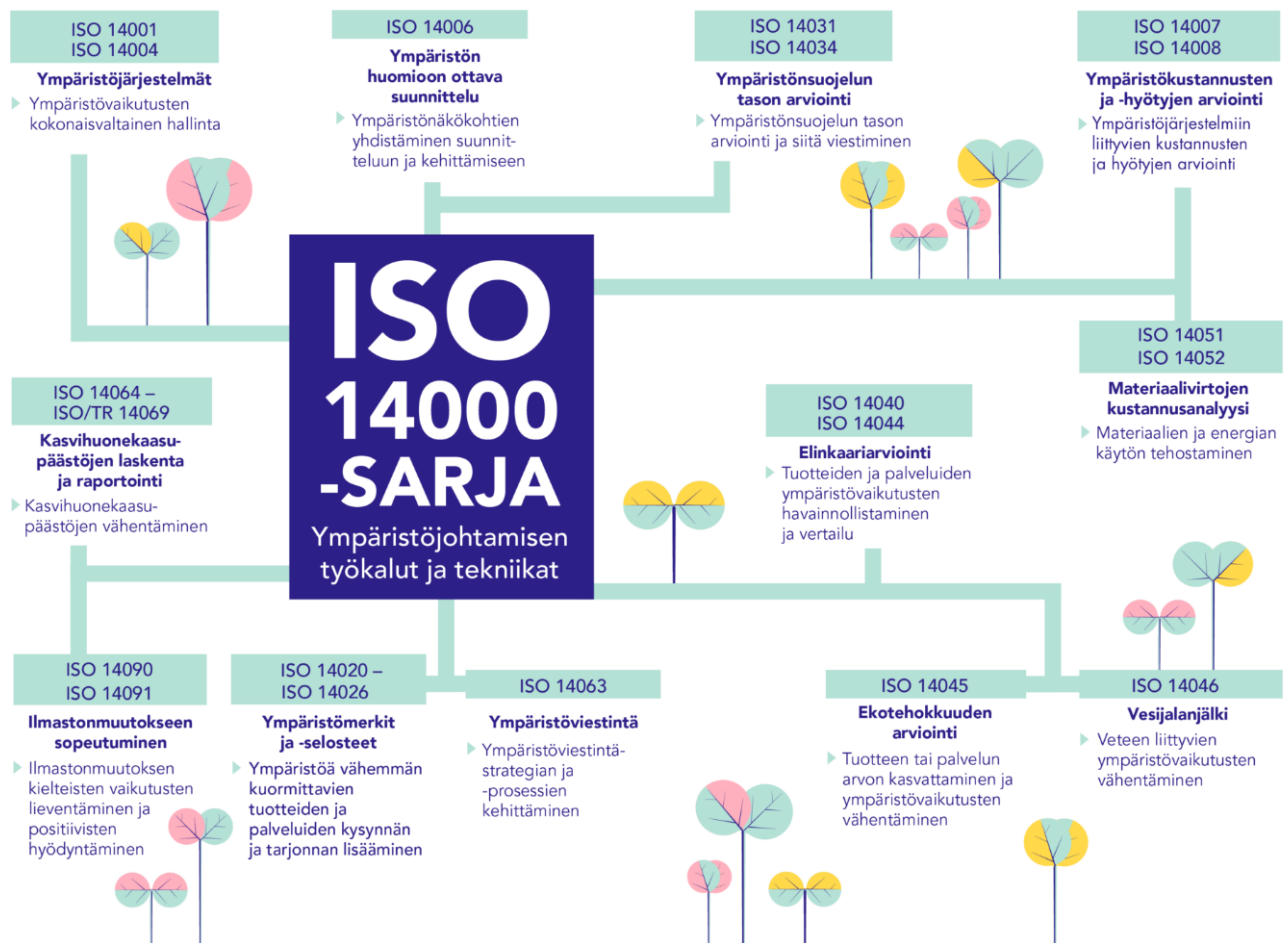 ISO 14001
ISO 14004
Ympäristöjärjestelmät
Ympäristövaikutusten
kokonaisvaltainen hallinta
ISO 14006
Ympäristön
huomioon ottava
suunnittelu
Ympäristönäkökohtien
yhdistäminen suunnit-
teluun ja kehittämiseen
ISO 14031
ISO 14034
Ympäristönsuojelun
tason arviointi
Ympäristönsuojelun tason
arviointi ja siitä viestiminen
ISO 14007
ISO 14008
Ympäristökustannusten
ja -hyötyjen arviointi
Ympäristöjärjestelmiin
liittyvien kustannusten
ja hyötyjen arviointi
ISO
14000
-SARJA
Ympäristöjohtamisen
työkalut ja tekniikat
ISO 14051
ISO 14052
Materiaalivirtojen
kustannusanalyysi
Materiaalien ja energian
käytön tehostaminen
ISO 14064 –
ISO/TR 14069
Kasvihuonekaasu-
päästöjen laskenta
ja raportointi
Kasvihuonekaasu-
päästöjen vähentäminen
ISO 14040
ISO 14044
Elinkaariarviointi
Tuotteiden ja palveluiden
ympäristövaikutusten
havainnollistaminen
ja vertailu
ISO 14090
ISO 14091
Ilmastonmuutokseen
sopeutuminen
Ilmastonmuutoksen
kielteisten vaikutusten
lieventäminen ja
positiivisten
hyödyntäminen
ISO 14020 –
ISO 14026
Ympäristömerkit
ja -selosteet
Ympäristöä vähemmän
kuormittavien
tuotteiden ja
palveluiden kysynnän
ja tarjonnan lisääminen
ISO 14063
Ympäristöviestintä
Ympäristöviestintä-
strategian ja
-prosessien
kehittäminen
ISO 14045
Ekotehokkuuden
arviointi
Tuotteen tai palvelun
arvon kasvattaminen ja
ympäristövaikutusten
vähentäminen
ISO 14046
Vesijalanjälki
Veteen liittyvien
ympäristövaikutusten
vähentäminen